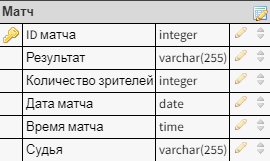 Матч
ID матча integer
Результат varchar(255)
Количество зрителей integer
Дата матча date
Время матча time
Судья varchar(255)